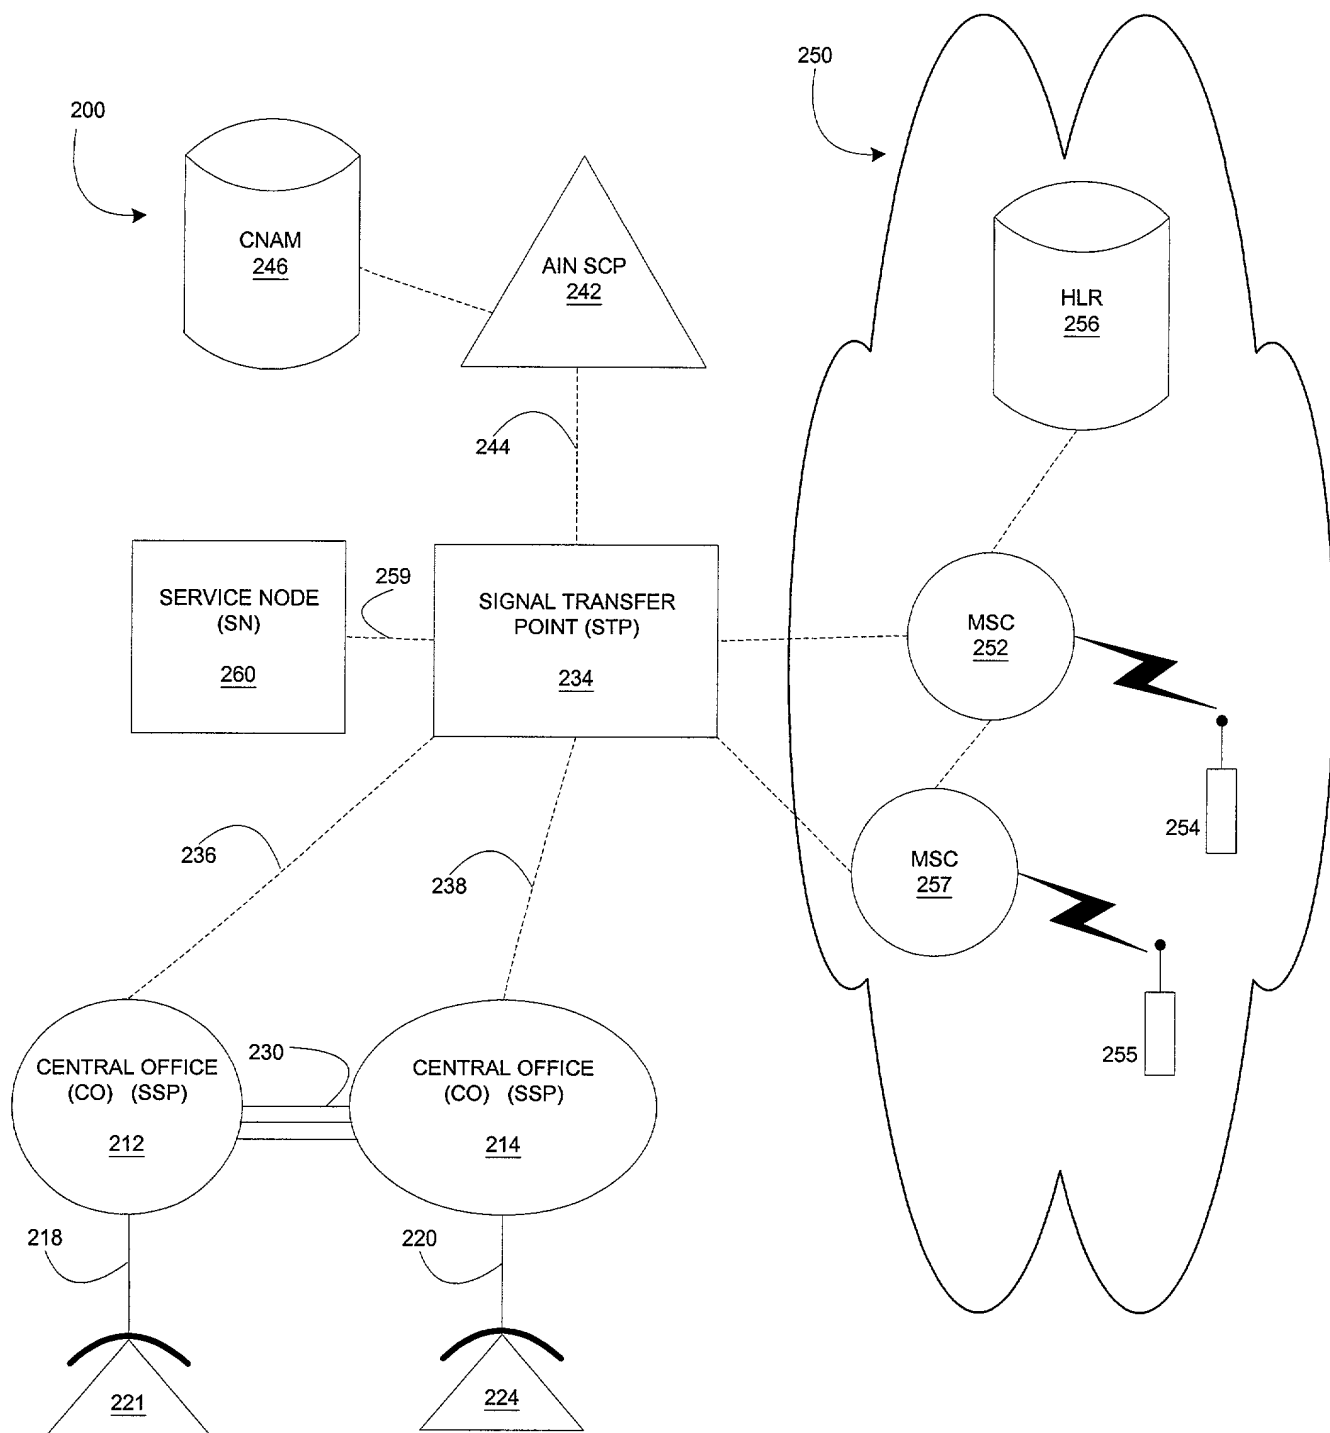 250
200
CNAM
246
AIN SCP
242
HLR
256
244
259
SERVICE NODE
(SN)
260
SIGNAL TRANSFER
POINT (STP)
234
MSC
252
254
236
238
MSC
257
255
230
CENTRAL OFFICE
(CO) (SSP)
212
CENTRAL OFFICE
(CO) (SSP)
214
218
220
221
224